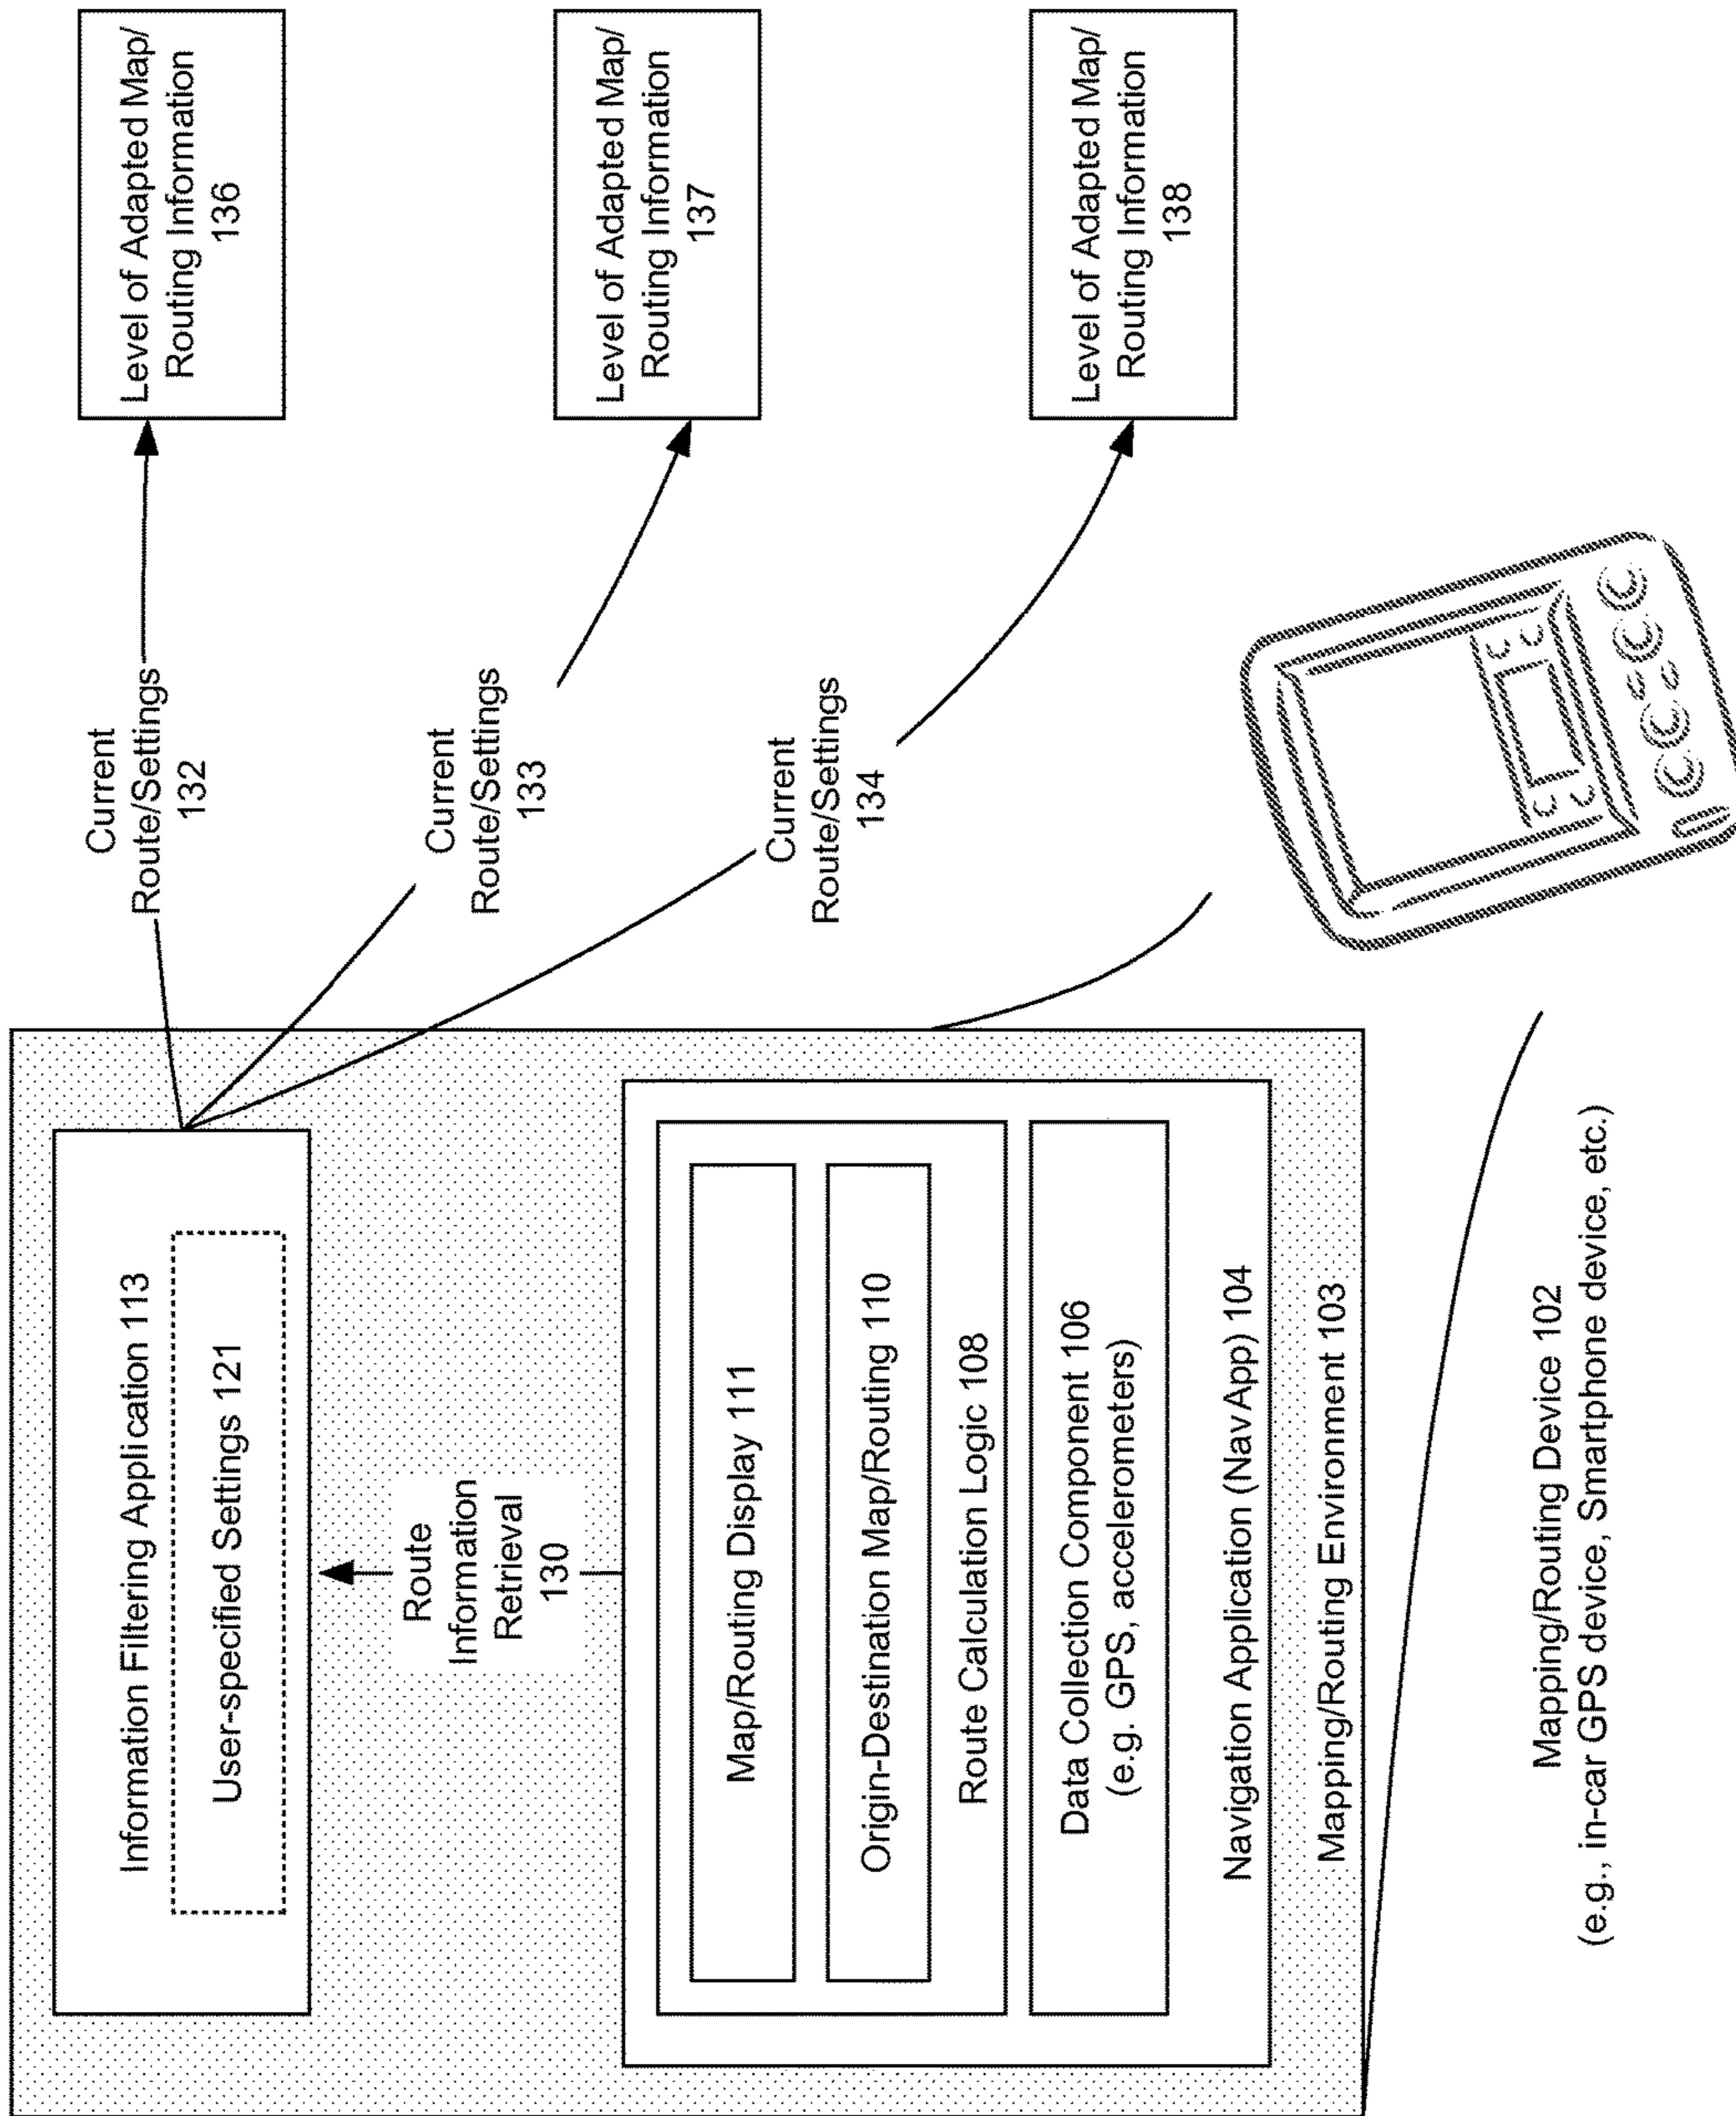 Information Filtering Application 113
User-specified Settings 121
Route
Information
Retrieval
130
Map/Routing Display 111
Origin-Destination Map/Routing 110
Route Calculation Logic 108
Data Collection Component 106
(e.g. GPS, accelerometers)
Navigation Application (Nav App) 104
Mapping/Routing Environment 103
Mapping/Routing Device 102
(e.g., in-car GPS device, Smartphone device, etc.)
Current
Route/Settings
132
Current
Route/Settings
133
Current
Route/Settings
134
Level of Adapted Map/
Routing Information
136
Level of Adapted Map/
Routing Information
137
Level of Adapted Map/
Routing Information
138